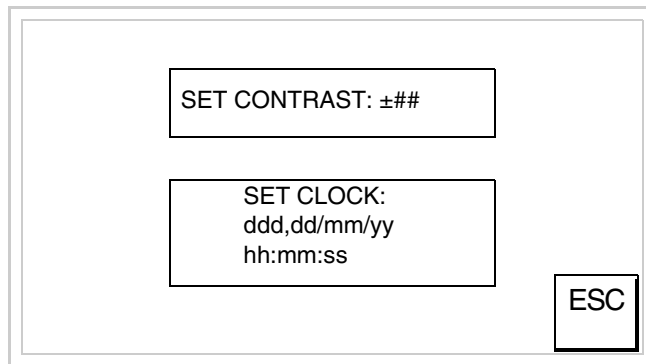 SET CONTRAST: ±##
SET CLOCK:
ddd,dd/mm/yy
hh:mm:ss
ESC